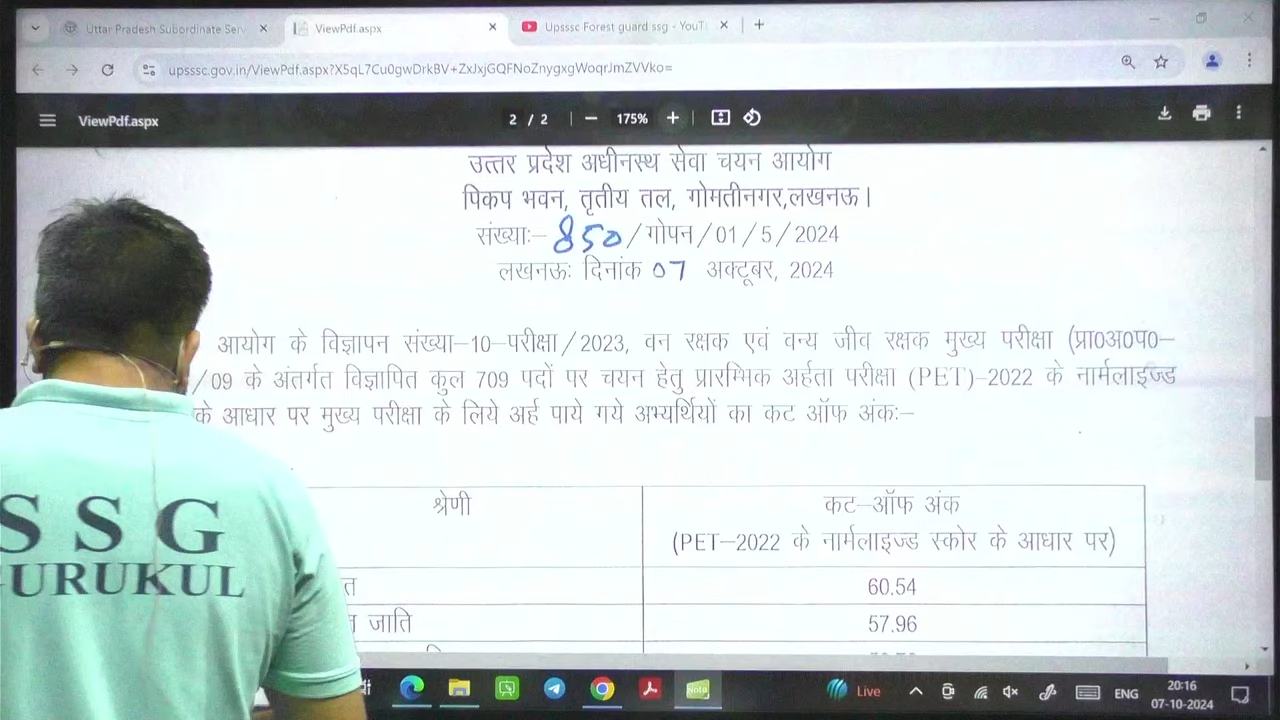 Uttar Pradesh Subordinate Serv
ViewPdf.aspx
Upsssc Forest guard ssg - YouT
upsssc.gov.in/ViewPdf.aspx?X5qL7Cu0gwDrkBV+ZxJxjGQFNoZnygxgWoqrJmZVVko=
ViewPdf.aspx
2 / 2
175%
उत्तर प्रदेश अधीनस्थ सेवा चयन आयोग
पिकप भवन, तृतीय तल, गोमतीनगर,लखनऊ।
संख्याः– 850/गोपन/01/5/2024
लखनऊः दिनांक 07 अक्टूबर, 2024
आयोग के विज्ञापन संख्या–10–परीक्षा/2023, वन रक्षक एवं वन्य जीव रक्षक मुख्य परीक्षा (प्रा0अ0प0–
/09 के अंतर्गत विज्ञापित कुल 709 पदों पर चयन हेतु प्रारम्भिक अर्हता परीक्षा (PET)–2022 के नार्मलाइज्ड
के आधार पर मुख्य परीक्षा के लिये अर्ह पाये गये अभ्यर्थियों का कट ऑफ अंकः–
श्रेणी
कट–ऑफ अंक
(PET–2022 के नार्मलाइज्ड स्कोर के आधार पर)
त
60.54
जाति
57.96
SSG
GURUKUL
Note
Live
ENG
20:16
07-10-2024